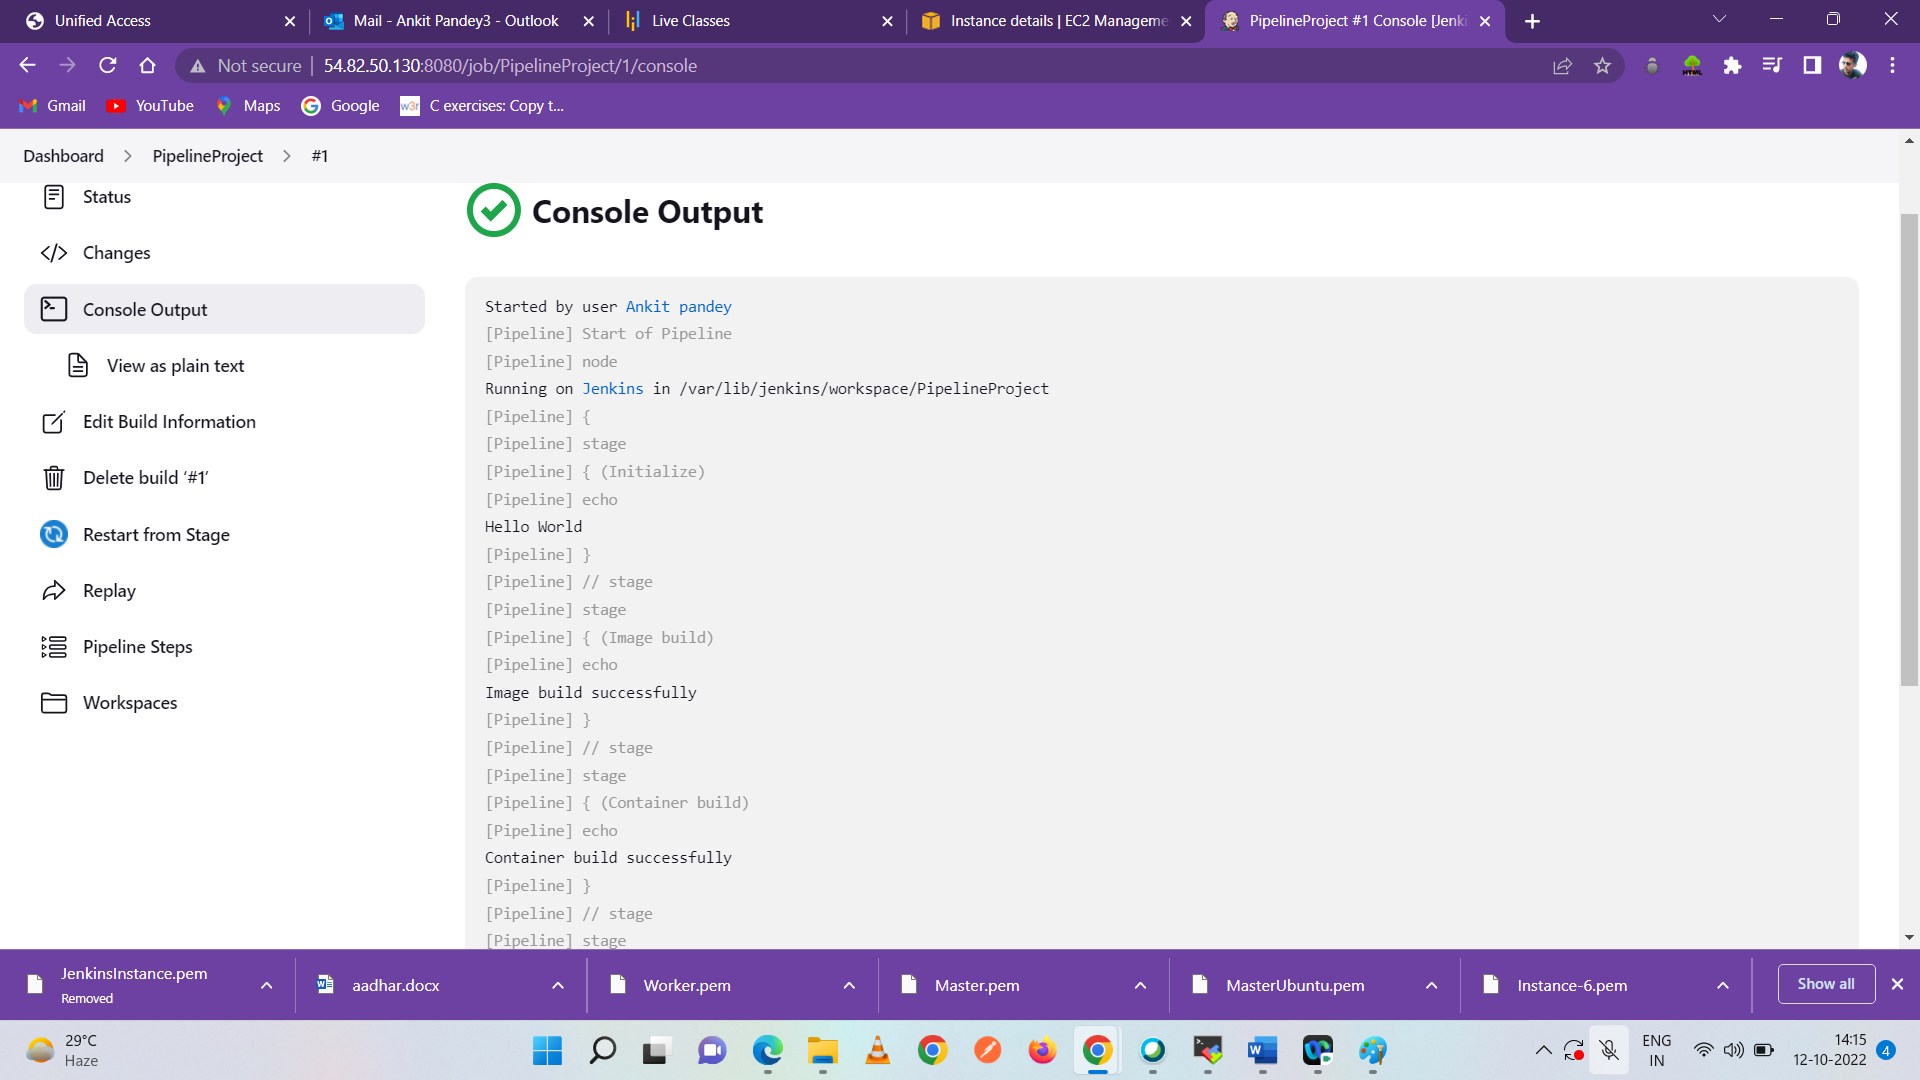 Unified Access
Mail - Ankit Pandey3 - Outlook
Live Classes
Instance details | EC2 Manageme
PipelineProject #1 Console [Jenki
Not secure
54.82.50.130:8080/job/PipelineProject/1/console
Gmail
YouTube
Maps
Google
w3r
C exercises: Copy t...
Dashboard
PipelineProject
#1
Status
Changes
Console Output
View as plain text
Edit Build Information
Delete build ‘#1’
Restart from Stage
Replay
Pipeline Steps
Workspaces
Console Output
Started by user Ankit pandey
[Pipeline] Start of Pipeline
[Pipeline] node
Running on Jenkins in /var/lib/jenkins/workspace/PipelineProject
[Pipeline] {
[Pipeline] stage
[Pipeline] { (Initialize)
[Pipeline] echo
Hello World
[Pipeline] }
[Pipeline] // stage
[Pipeline] stage
[Pipeline] { (Image build)
[Pipeline] echo
Image build successfully
[Pipeline] }
[Pipeline] // stage
[Pipeline] stage
[Pipeline] { (Container build)
[Pipeline] echo
Container build successfully
[Pipeline] }
[Pipeline] // stage
[Pipeline] stage
JenkinsInstance.pem
Removed
aadhar.docx
Worker.pem
Master.pem
MasterUbuntu.pem
Instance-6.pem
Show all
29°C
Haze
ENG
IN
14:15
12-10-2022
4